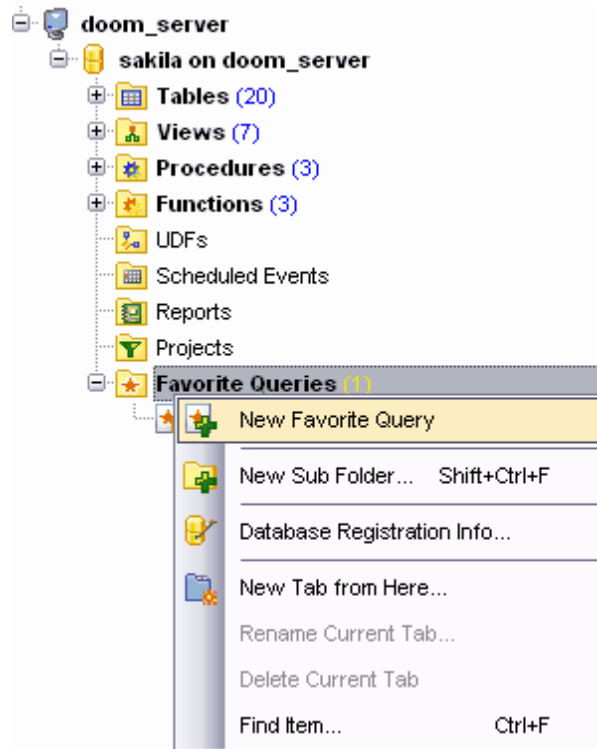 doom_server
sakila on doom_server
Tables (20)
Views (7)
Procedures (3)
Functions (3)
UDFs
Scheduled Events
Reports
Projects
Favorite Queries (1)
New Favorite Query
New Sub Folder... Shift+Ctrl+F
Database Registration Info...
New Tab from Here...
Rename Current Tab...
Delete Current Tab
Find Item... Ctrl+F